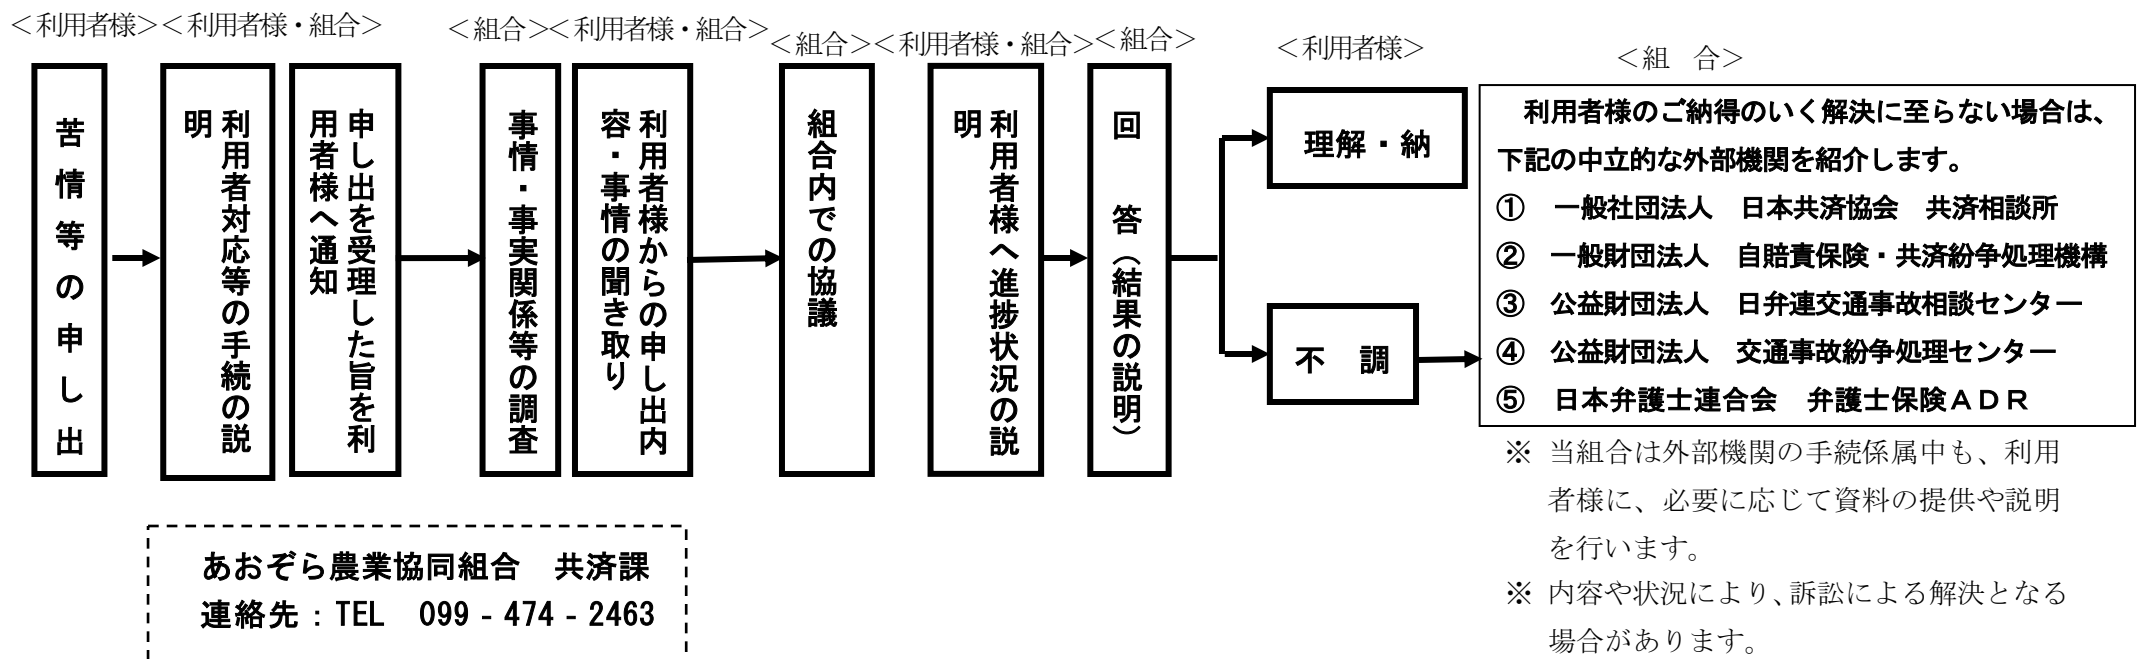 ＜利用者様＞＜利用者様・組合＞
＜組合＞＜利用者様・組合＞
＜組合＞＜利用者様・組合＞＜組合＞
＜利用者様＞
＜組　合＞
苦情等の申し出
利用者対応等の手続の説
明
申し出を受理した旨を利
用者様へ通知
事情・事実関係等の調査
利用者様からの申し出内
容・事情の聞き取り
組合内での協議
利用者様へ進捗状況の説
明
回　答（結果の説明）
理解・納
不　調
利用者様のご納得のいく解決に至らない場合は、
下記の中立的な外部機関を紹介します。
①　一般社団法人　日本共済協会　共済相談所
②　一般財団法人　自賠責保険・共済紛争処理機構
③　公益財団法人　日弁連交通事故相談センター
④　公益財団法人　交通事故紛争処理センター
⑤　日本弁護士連合会　弁護士保険ＡＤＲ
※ 当組合は外部機関の手続係属中も、利用
者様に、必要に応じて資料の提供や説明
を行います。
※ 内容や状況により、訴訟による解決となる
場合があります。
あおぞら農業協同組合　共済課
連絡先：TEL　099－474－2463